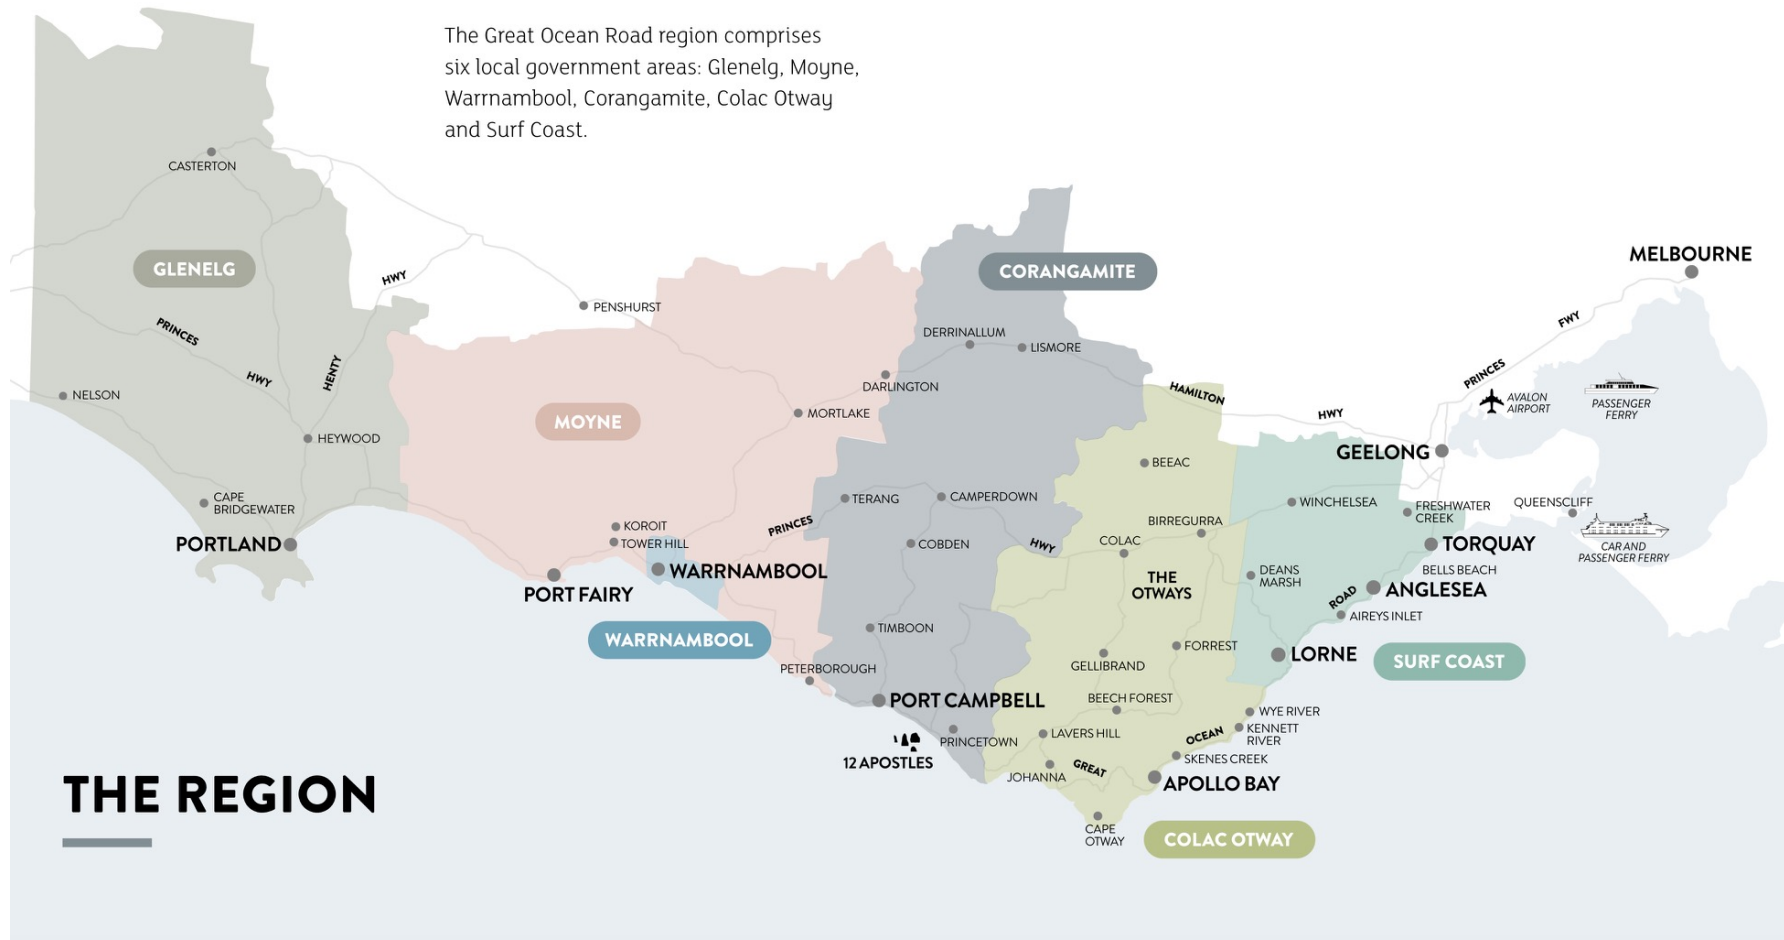 The Great Ocean Road region comprises
six local government areas: Glenelg, Moyne,
Warrnambool, Corangamite, Colac Otway
and Surf Coast.
CASTERTON
GLENELG
HWY
PRINCES
HWY
HENTY
NELSON
HEYWOOD
CAPE
BRIDGEWATER
PORTLAND
PENSHURST
MOYNE
DARLINGTON
MORTLAKE
KOROIT
TOWER HILL
PORT FAIRY
WARRNAMBOOL
WARRNAMBOOL
PRINCES
PETERBOROUGH
CORANGAMITE
DERRINALLUM
LISMORE
TERANG
CAMPERDOWN
COBDEN
HWY
TIMBOON
PORT CAMPBELL
PRINCETOWN
12 APOSTLES
HAMILTON
HWY
BEEAC
BIRREGURRA
COLAC
THE
OTWAYS
FORREST
GELLIBRAND
BEECH FOREST
LAVERS HILL
JOHANNA
GREAT
OCEAN
WYE RIVER
KENNETT
RIVER
SKENES CREEK
APOLLO BAY
CAPE
OTWAY
COLAC OTWAY
MELBOURNE
FWY
PRINCES
AVALON
AIRPORT
PASSENGER
FERRY
GEELONG
WINCHELSEA
FRESHWATER
CREEK
QUEENSCLIFF
CAR AND
PASSENGER FERRY
TORQUAY
BELLS BEACH
DEANS
MARSH
ROAD
ANGLESEA
AIREYS INLET
LORNE
SURF COAST
THE REGION